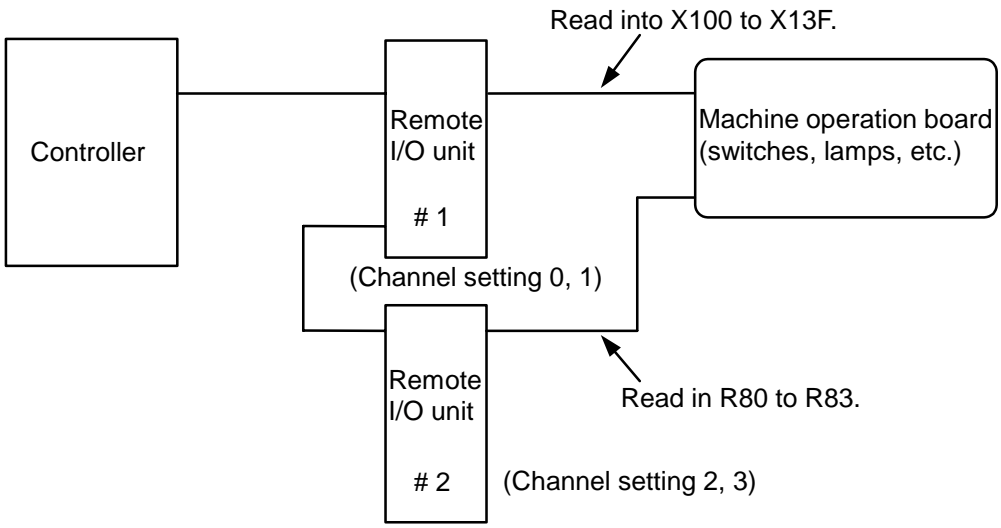 Read into X100 to X13F.
Controller
Remote
I/O unit
# 1
Machine operation board
(switches, lamps, etc.)
(Channel setting 0, 1)
Remote
I/O unit
# 2
Read in R80 to R83.
(Channel setting 2, 3)